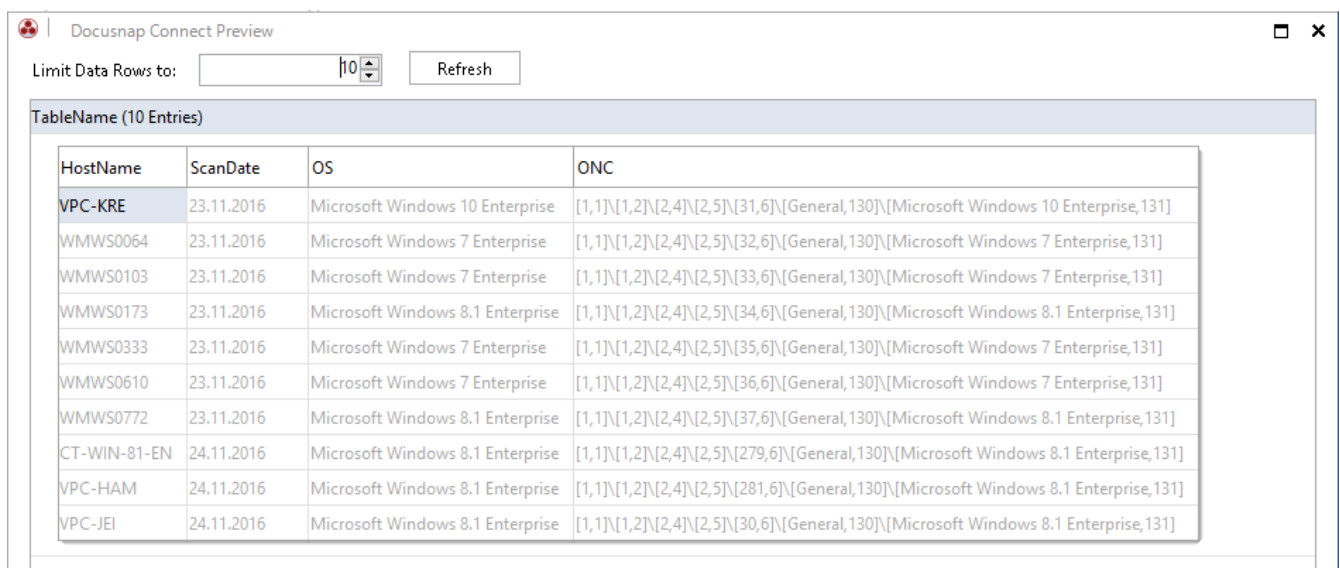 Docusnap Connect Preview
Limit Data Rows to: 10 Refresh
TableName (10 Entries)
HostName ScanDate OS ONC
VPC-KRE 23.11.2016 Microsoft Windows 10 Enterprise [1,1]\[1,2]\[2,4]\[2,5]\[31,6]\[General,130]\[Microsoft Windows 10 Enterprise,131]
WMWS0064 23.11.2016 Microsoft Windows 7 Enterprise [1,1]\[1,2]\[2,4]\[2,5]\[32,6]\[General,130]\[Microsoft Windows 7 Enterprise,131]
WMWS0103 23.11.2016 Microsoft Windows 7 Enterprise [1,1]\[1,2]\[2,4]\[2,5]\[33,6]\[General,130]\[Microsoft Windows 7 Enterprise,131]
WMWS0173 23.11.2016 Microsoft Windows 8.1 Enterprise [1,1]\[1,2]\[2,4]\[2,5]\[34,6]\[General,130]\[Microsoft Windows 8.1 Enterprise,131]
WMWS0333 23.11.2016 Microsoft Windows 7 Enterprise [1,1]\[1,2]\[2,4]\[2,5]\[35,6]\[General,130]\[Microsoft Windows 7 Enterprise,131]
WMWS0610 23.11.2016 Microsoft Windows 7 Enterprise [1,1]\[1,2]\[2,4]\[2,5]\[36,6]\[General,130]\[Microsoft Windows 7 Enterprise,131]
WMWS0772 23.11.2016 Microsoft Windows 8.1 Enterprise [1,1]\[1,2]\[2,4]\[2,5]\[37,6]\[General,130]\[Microsoft Windows 8.1 Enterprise,131]
CT-WIN-81-EN 24.11.2016 Microsoft Windows 8.1 Enterprise [1,1]\[1,2]\[2,4]\[2,5]\[279,6]\[General,130]\[Microsoft Windows 8.1 Enterprise,131]
VPC-HAM 24.11.2016 Microsoft Windows 8.1 Enterprise [1,1]\[1,2]\[2,4]\[2,5]\[281,6]\[General,130]\[Microsoft Windows 8.1 Enterprise,131]
VPC-JEI 24.11.2016 Microsoft Windows 8.1 Enterprise [1,1]\[1,2]\[2,4]\[2,5]\[30,6]\[General,130]\[Microsoft Windows 8.1 Enterprise,131]